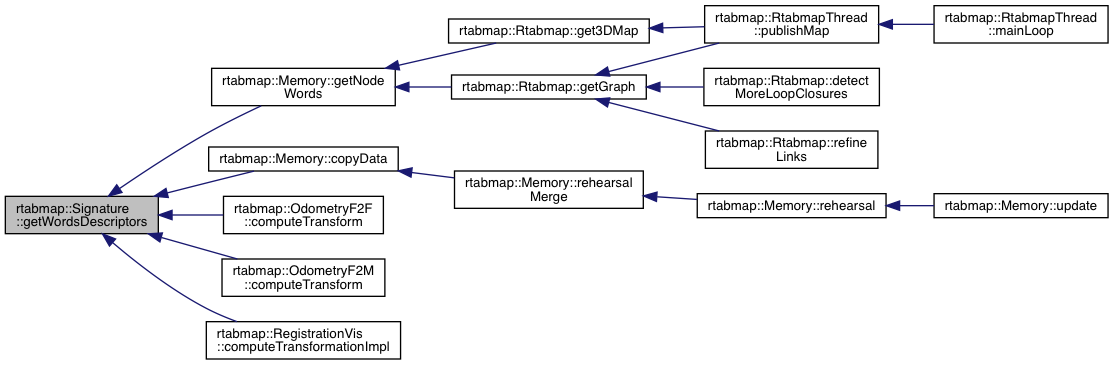 rtabmap::Signature
::getWordsDescriptors
rtabmap::Memory::getNode
Words
rtabmap::Rtabmap::get3DMap
rtabmap::RtabmapThread
::publishMap
rtabmap::RtabmapThread
::mainLoop
rtabmap::Rtabmap::getGraph
rtabmap::Rtabmap::detect
MoreLoopClosures
rtabmap::Rtabmap::refine
Links
rtabmap::Memory::copyData
rtabmap::Memory::rehearsal
Merge
rtabmap::Memory::rehearsal
rtabmap::Memory::update
rtabmap::OdometryF2F
::computeTransform
rtabmap::OdometryF2M
::computeTransform
rtabmap::RegistrationVis
::computeTransformationImpl